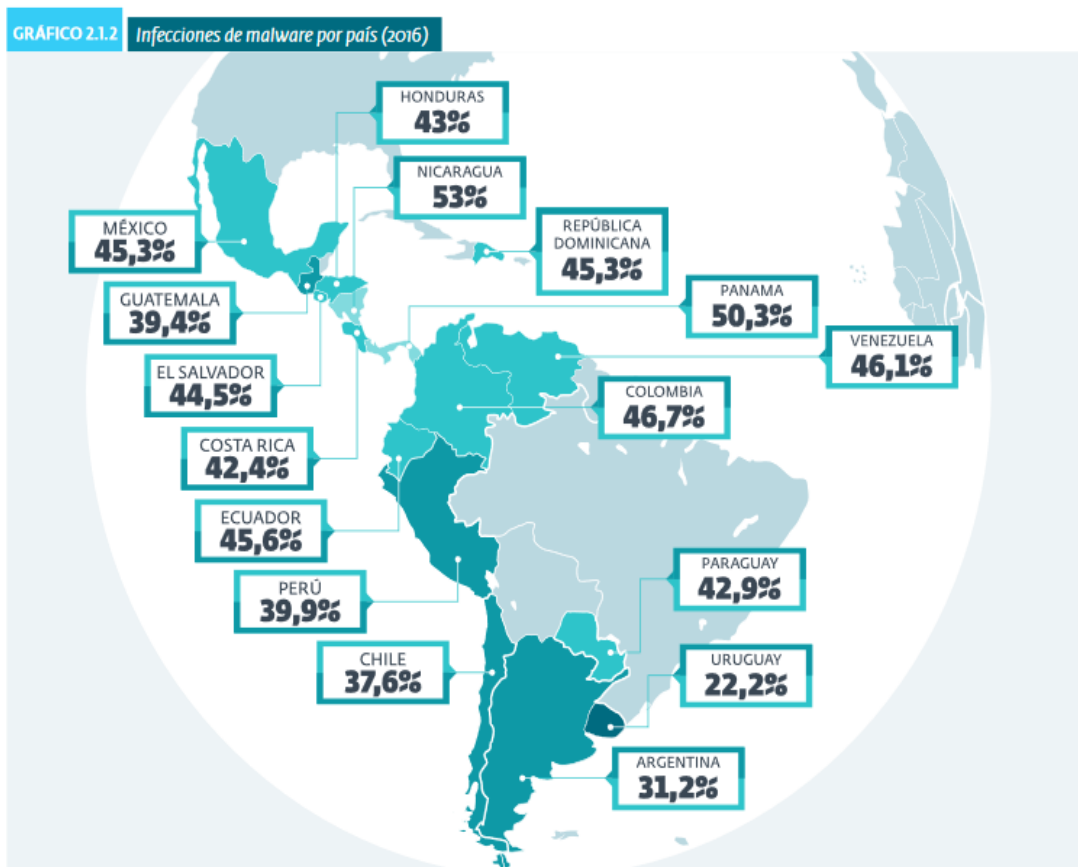 GRÁFICO 2.1.2
Infecciones de malware por país (2016)
HONDURAS
43%
NICARAGUA
53%
MÉXICO
45,3%
REPÚBLICA
DOMINICANA
45,3%
GUATEMALA
39,4%
PANAMA
50,3%
VENEZUELA
46,1%
EL SALVADOR
44,5%
COLOMBIA
46,7%
COSTA RICA
42,4%
ECUADOR
45,6%
PERÚ
39,9%
PARAGUAY
42,9%
CHILE
37,6%
URUGUAY
22,2%
ARGENTINA
31,2%